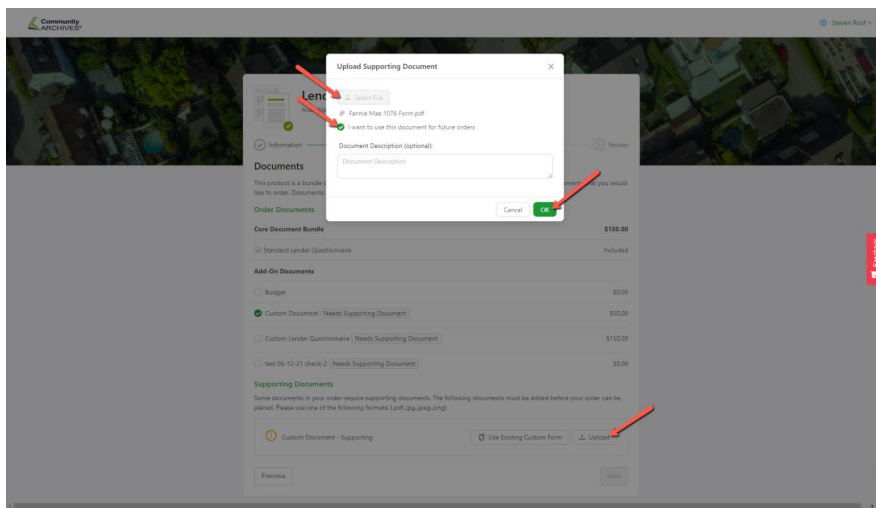 Community
ARCHIVES®
Steven Roof
Upload Supporting Document
Select File
Fannie Mae 1076 Form.pdf
I want to use this document for future orders
Document Description (optional):
Document Description
Cancel
OK
Lend
Information
Review
Documents
This product is a bundle
you would
like to order. Documents
Order Documents
Core Document Bundle
$150.00
Standard Lender Questionnaire
Included
Add-On Documents
Budget
$0.00
Custom Document Needs Supporting Document
$50.00
Custom Lender Questionnaire Needs Supporting Document
$150.00
test 06-12-21 check-2 Needs Supporting Document
$0.00
Supporting Documents
Some documents in your order require supporting documents. The following documents must be added before your order can be
placed. Please use one of the following formats: (.pdf,.jpg,.jpeg,.png)
Custom Document - Supporting
Use Existing Custom Form
Upload
Previous
Next
Feedback